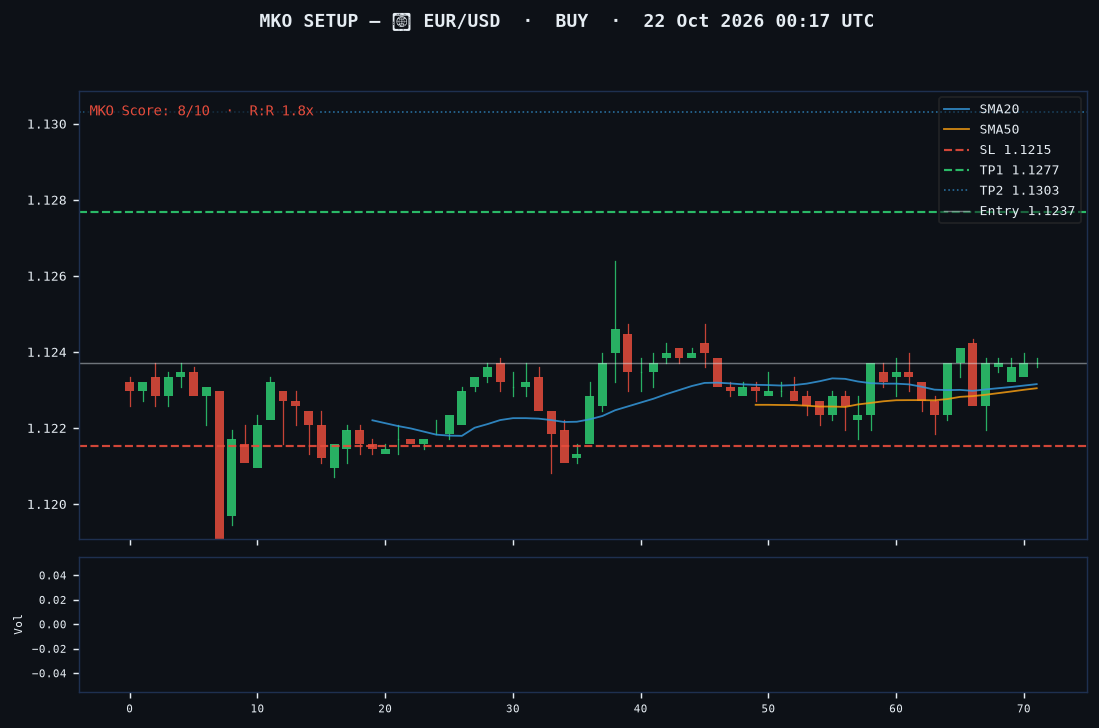 MKO SETUP — EUR/USD · BUY · 22 Oct 2026 00:17 UTC
MKO Score: 8/10 · R:R 1.8x
SMA20
SMA50
SL 1.1215
TP1 1.1277
TP2 1.1303
Entry 1.1237
1.130
1.128
1.126
1.124
1.122
1.120
Vol
0.04
0.02
0.00
−0.02
−0.04
0 10 20 30 40 50 60 70